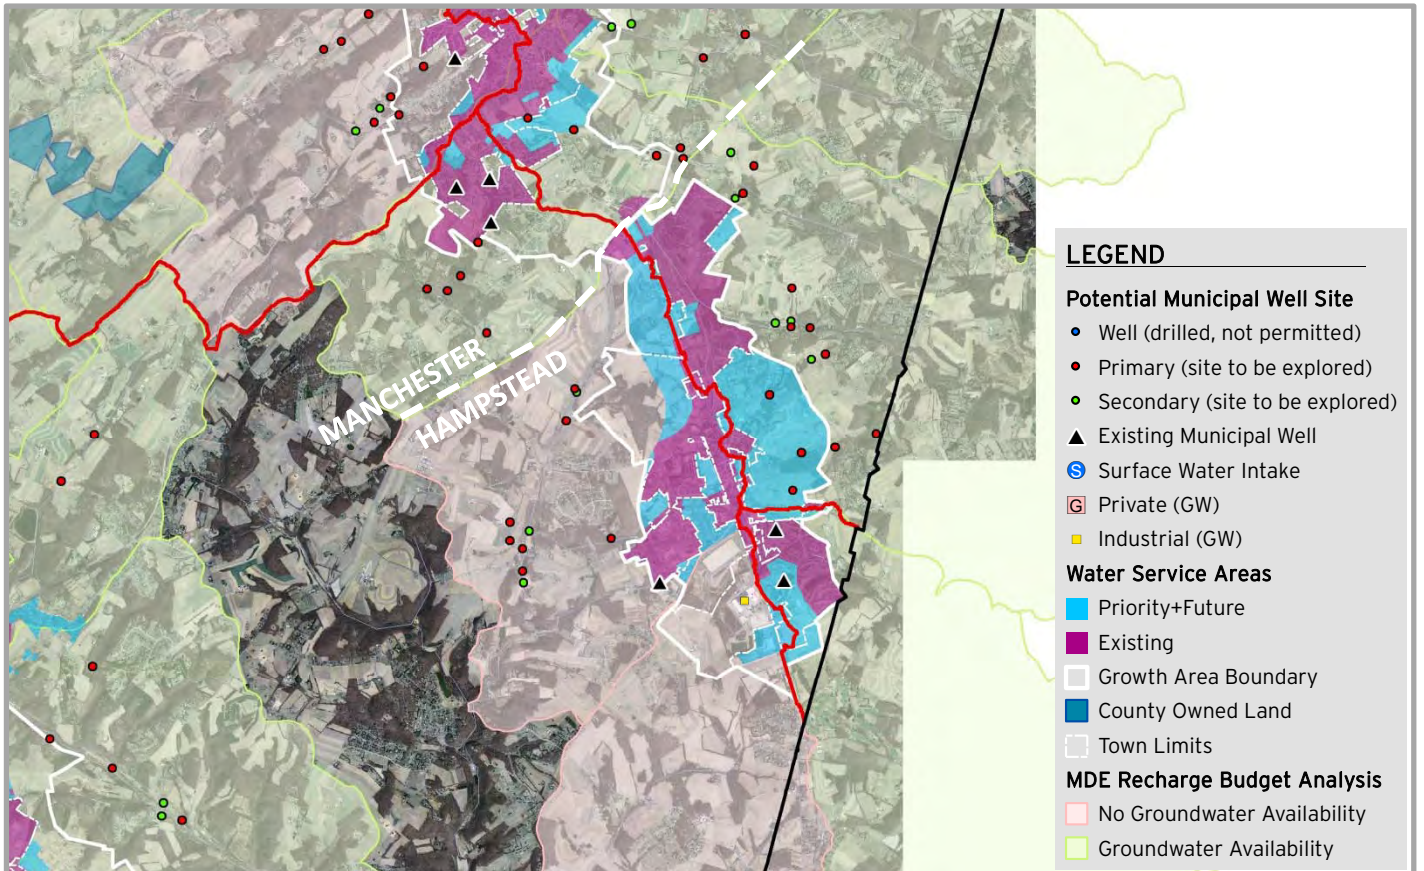 MANCHESTER
HAMPSTEAD
LEGEND
Potential Municipal Well Site
Well (drilled, not permitted)
Primary (site to be explored)
Secondary (site to be explored)
Existing Municipal Well
S Surface Water Intake
G Private (GW)
Industrial (GW)
Water Service Areas
Priority+Future
Existing
Growth Area Boundary
County Owned Land
Town Limits
MDE Recharge Budget Analysis
No Groundwater Availability
Groundwater Availability